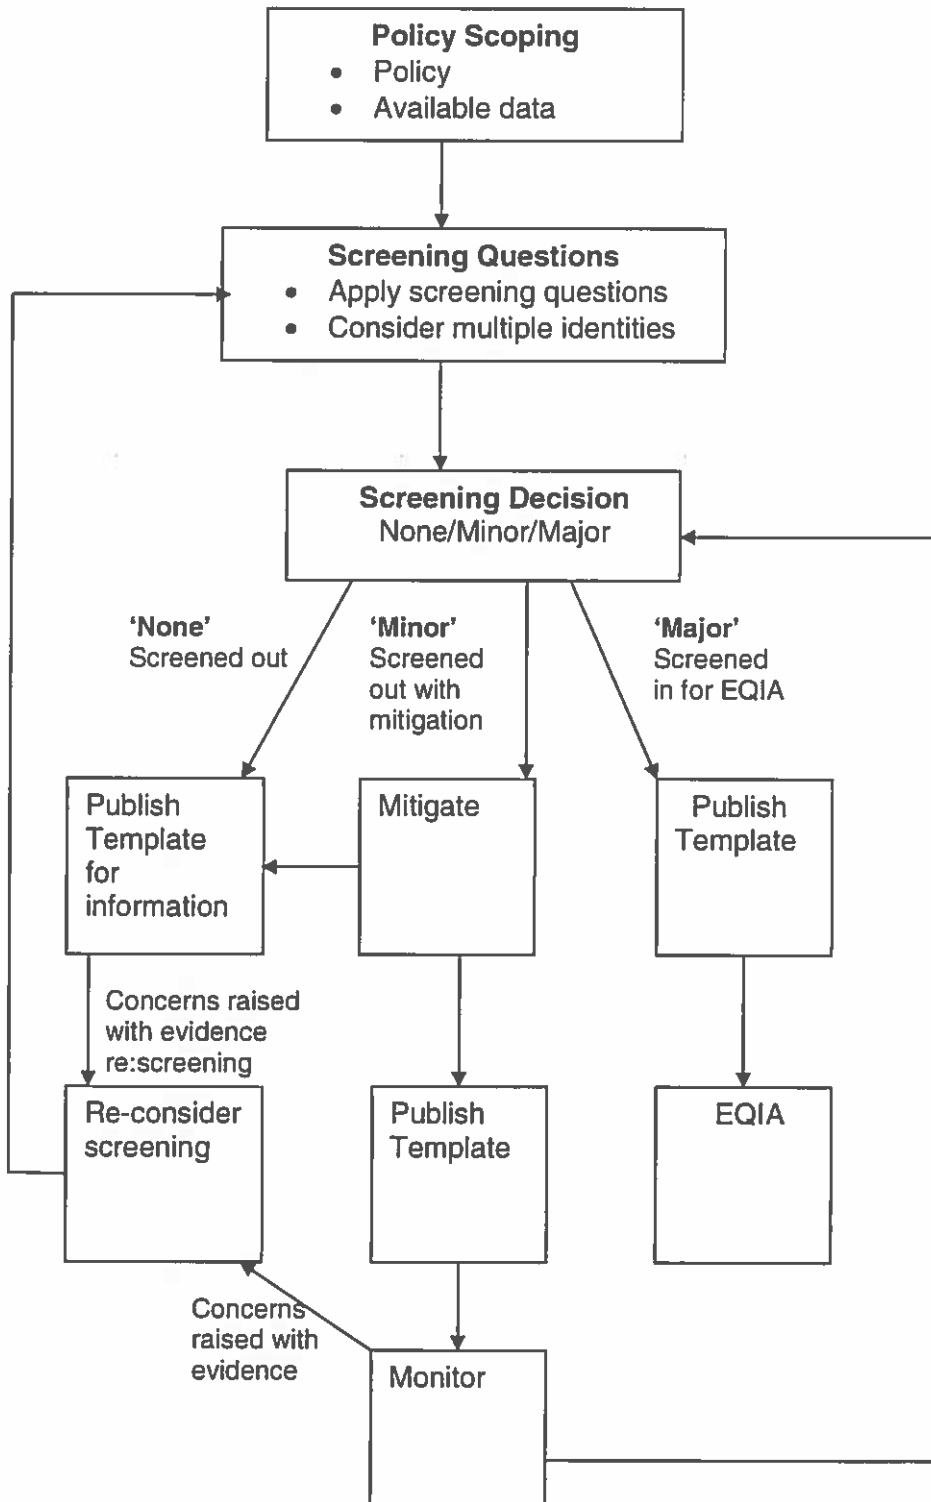 Policy Scoping
• Policy
• Available data
Screening Questions
• Apply screening questions
• Consider multiple identities
Screening Decision
None/Minor/Major
‘None’
Screened out
‘Minor’
Screened
out with
mitigation
‘Major’
Screened
in for EQIA
Publish
Template
for
information
Mitigate
Publish
Template
Concerns raised
with evidence
re:screening
Re-consider
screening
Publish
Template
EQIA
Concerns
raised with
evidence
Monitor